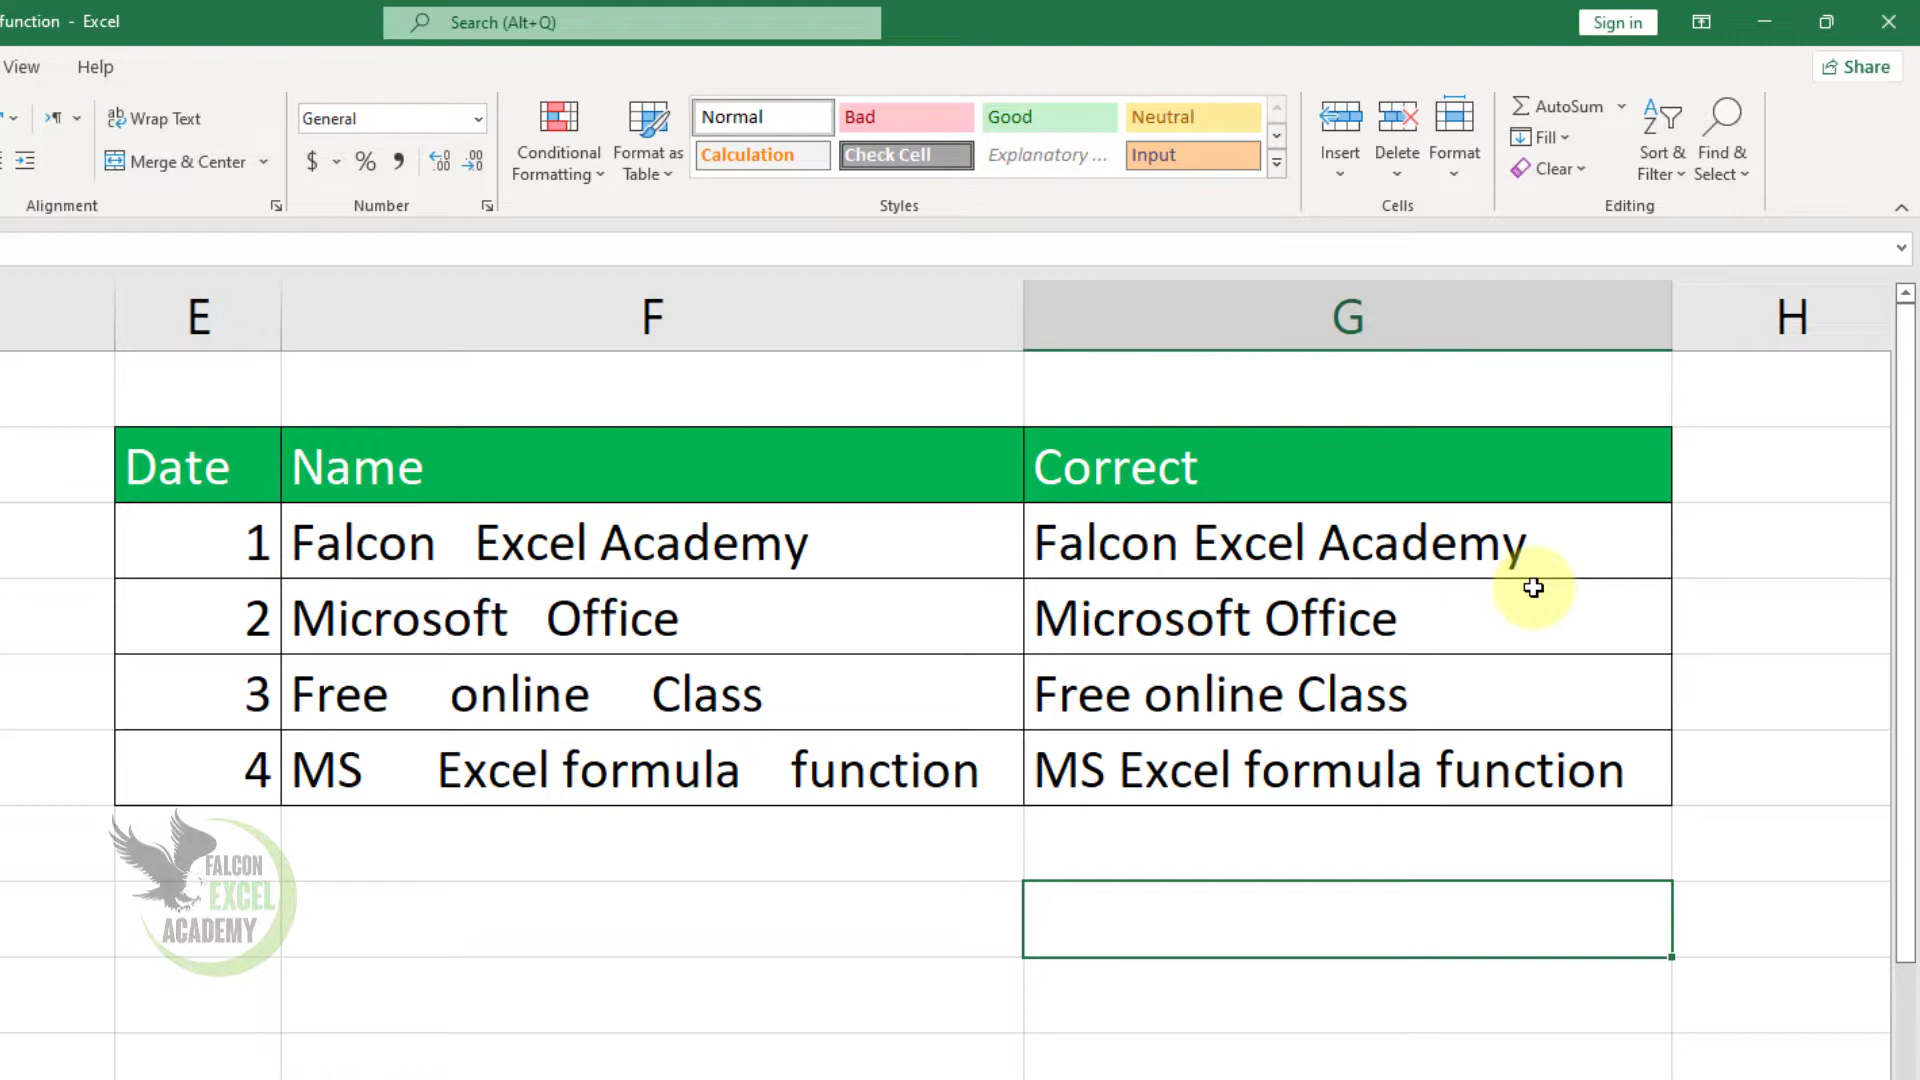 function - Excel
Search (Alt+Q)
Sign in
View Help
Share
Wrap Text
Merge & Center
Alignment
General
$ % 9
Number
Conditional Formatting
Format as Table
Normal Bad Good Neutral
Calculation Check Cell Explanatory ... Input
Styles
Insert Delete Format
Cells
AutoSum
Fill
Clear
Sort & Filter
Find & Select
Editing
E F G H
Date Name Correct
1 Falcon   Excel Academy Falcon Excel Academy
2 Microsoft   Office Microsoft Office
3 Free     online     Class Free online Class
4 MS      Excel formula    function MS Excel formula function
FALCON
EXCEL
ACADEMY